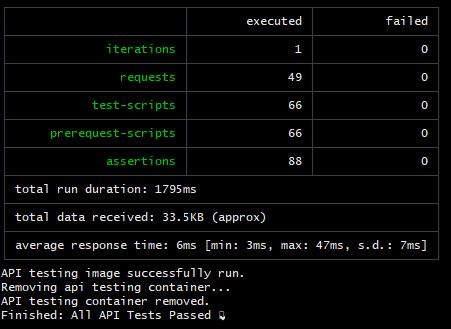 executed failed
iterations 1 0
requests 49 0
test-scripts 66 0
prerequest-scripts 66 0
assertions 88 0
total run duration: 1795ms
total data received: 33.5KB (approx)
average response time: 6ms [min: 3ms, max: 47ms, s.d.: 7ms]
API testing image successfully run.
Removing api testing container...
API testing container removed.
Finished: All API Tests Passed